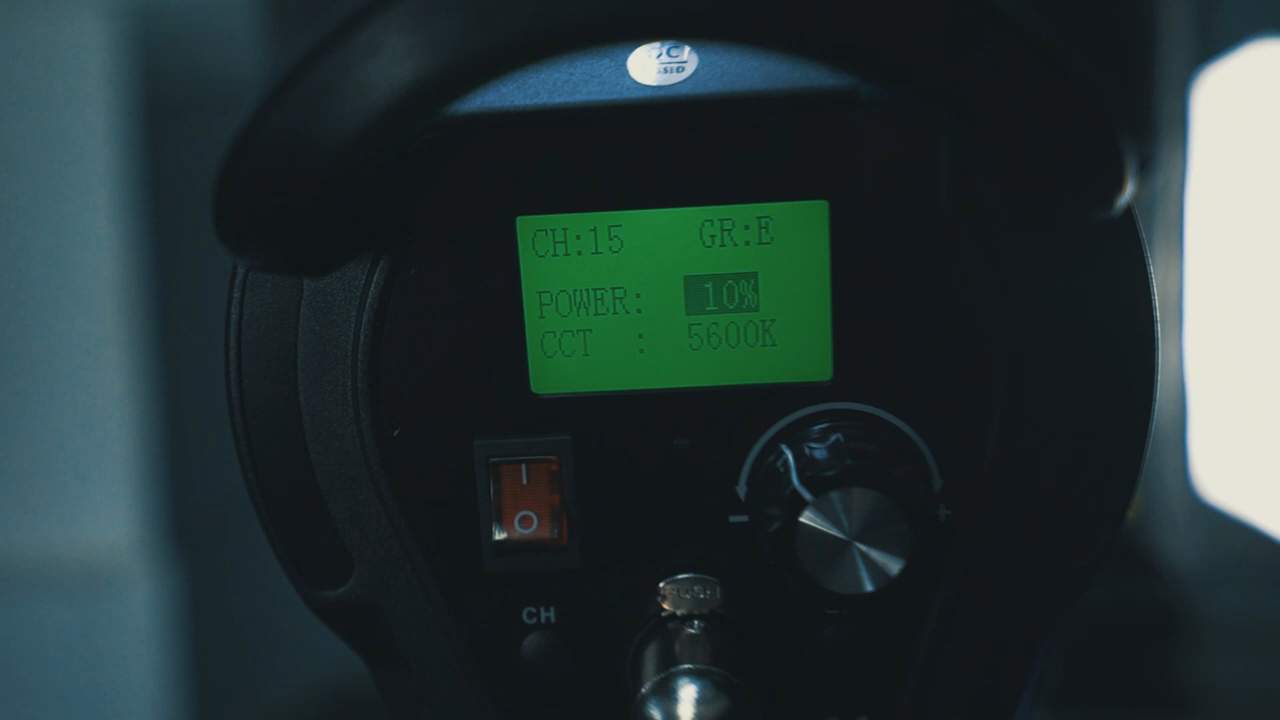 CH:15 GR:E
POWER: 10%
CCT : 5600K
I
O
- +
CH
PUSH